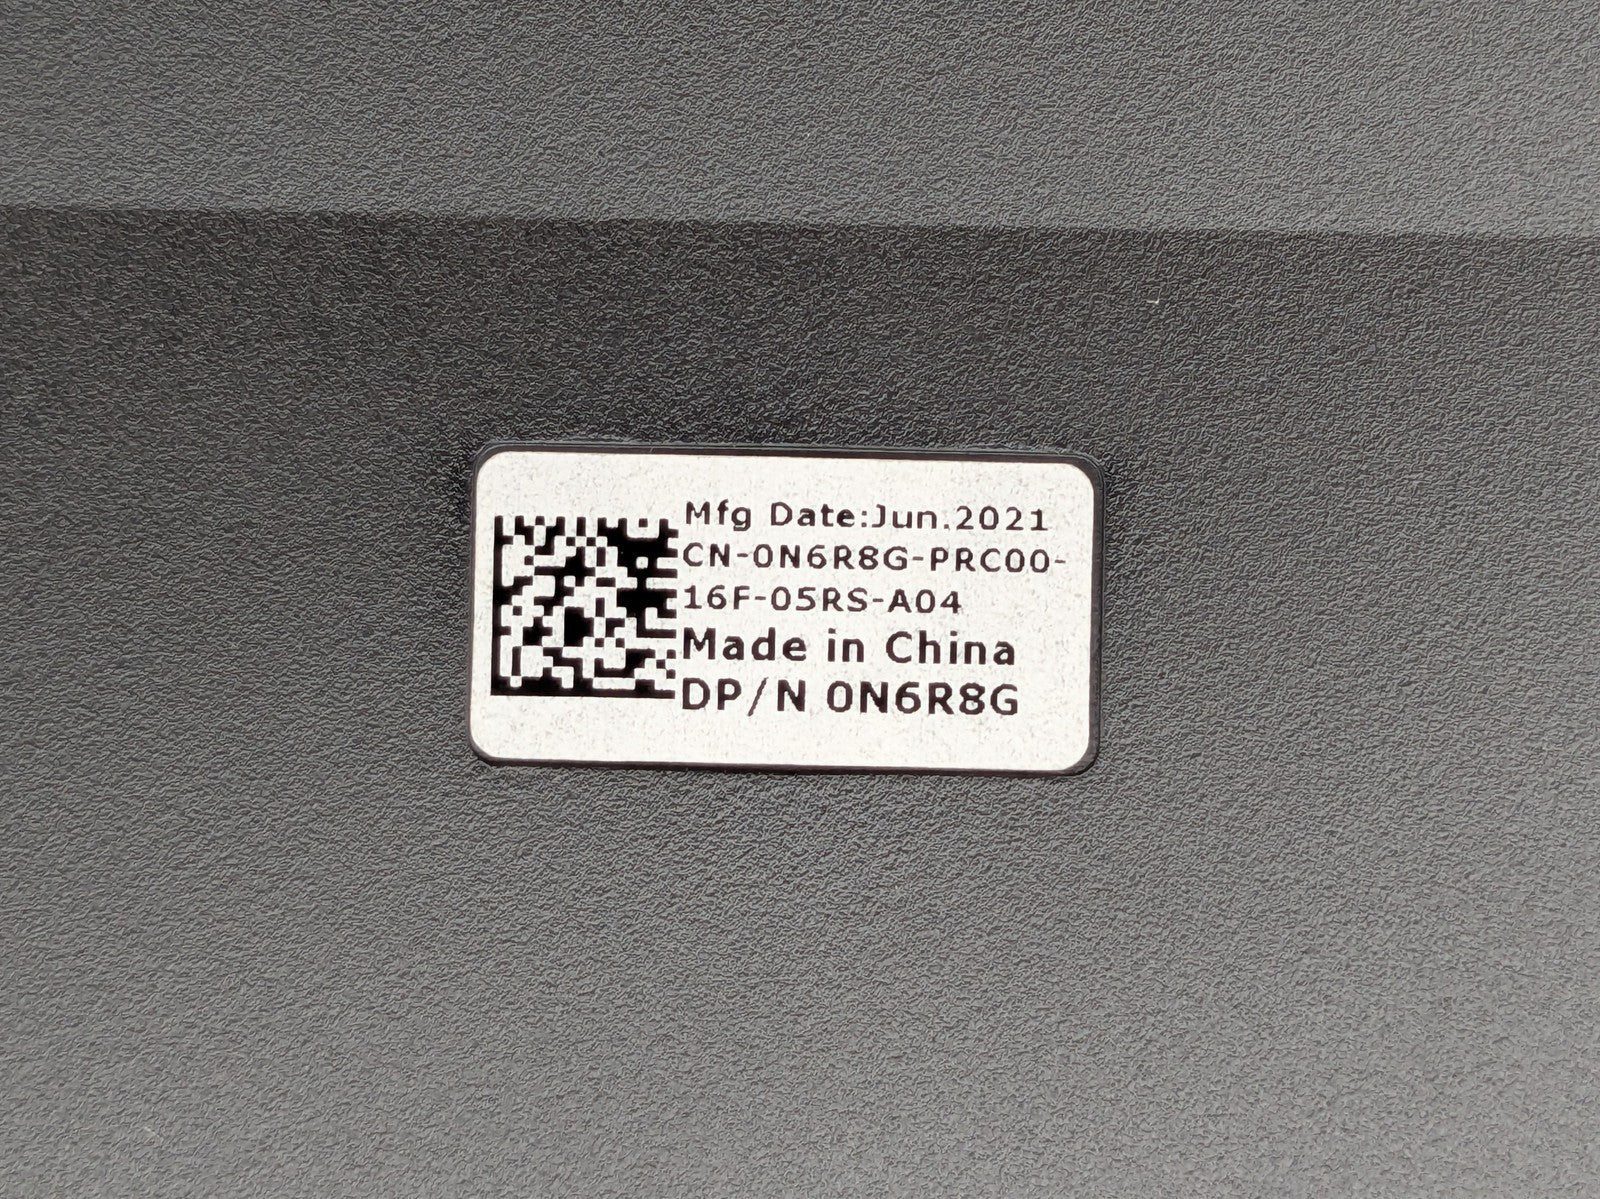 Mfg Date:Jun.2021
CN-0N6R8G-PRC00-
16F-05RS-A04
Made in China
DP/N 0N6R8G